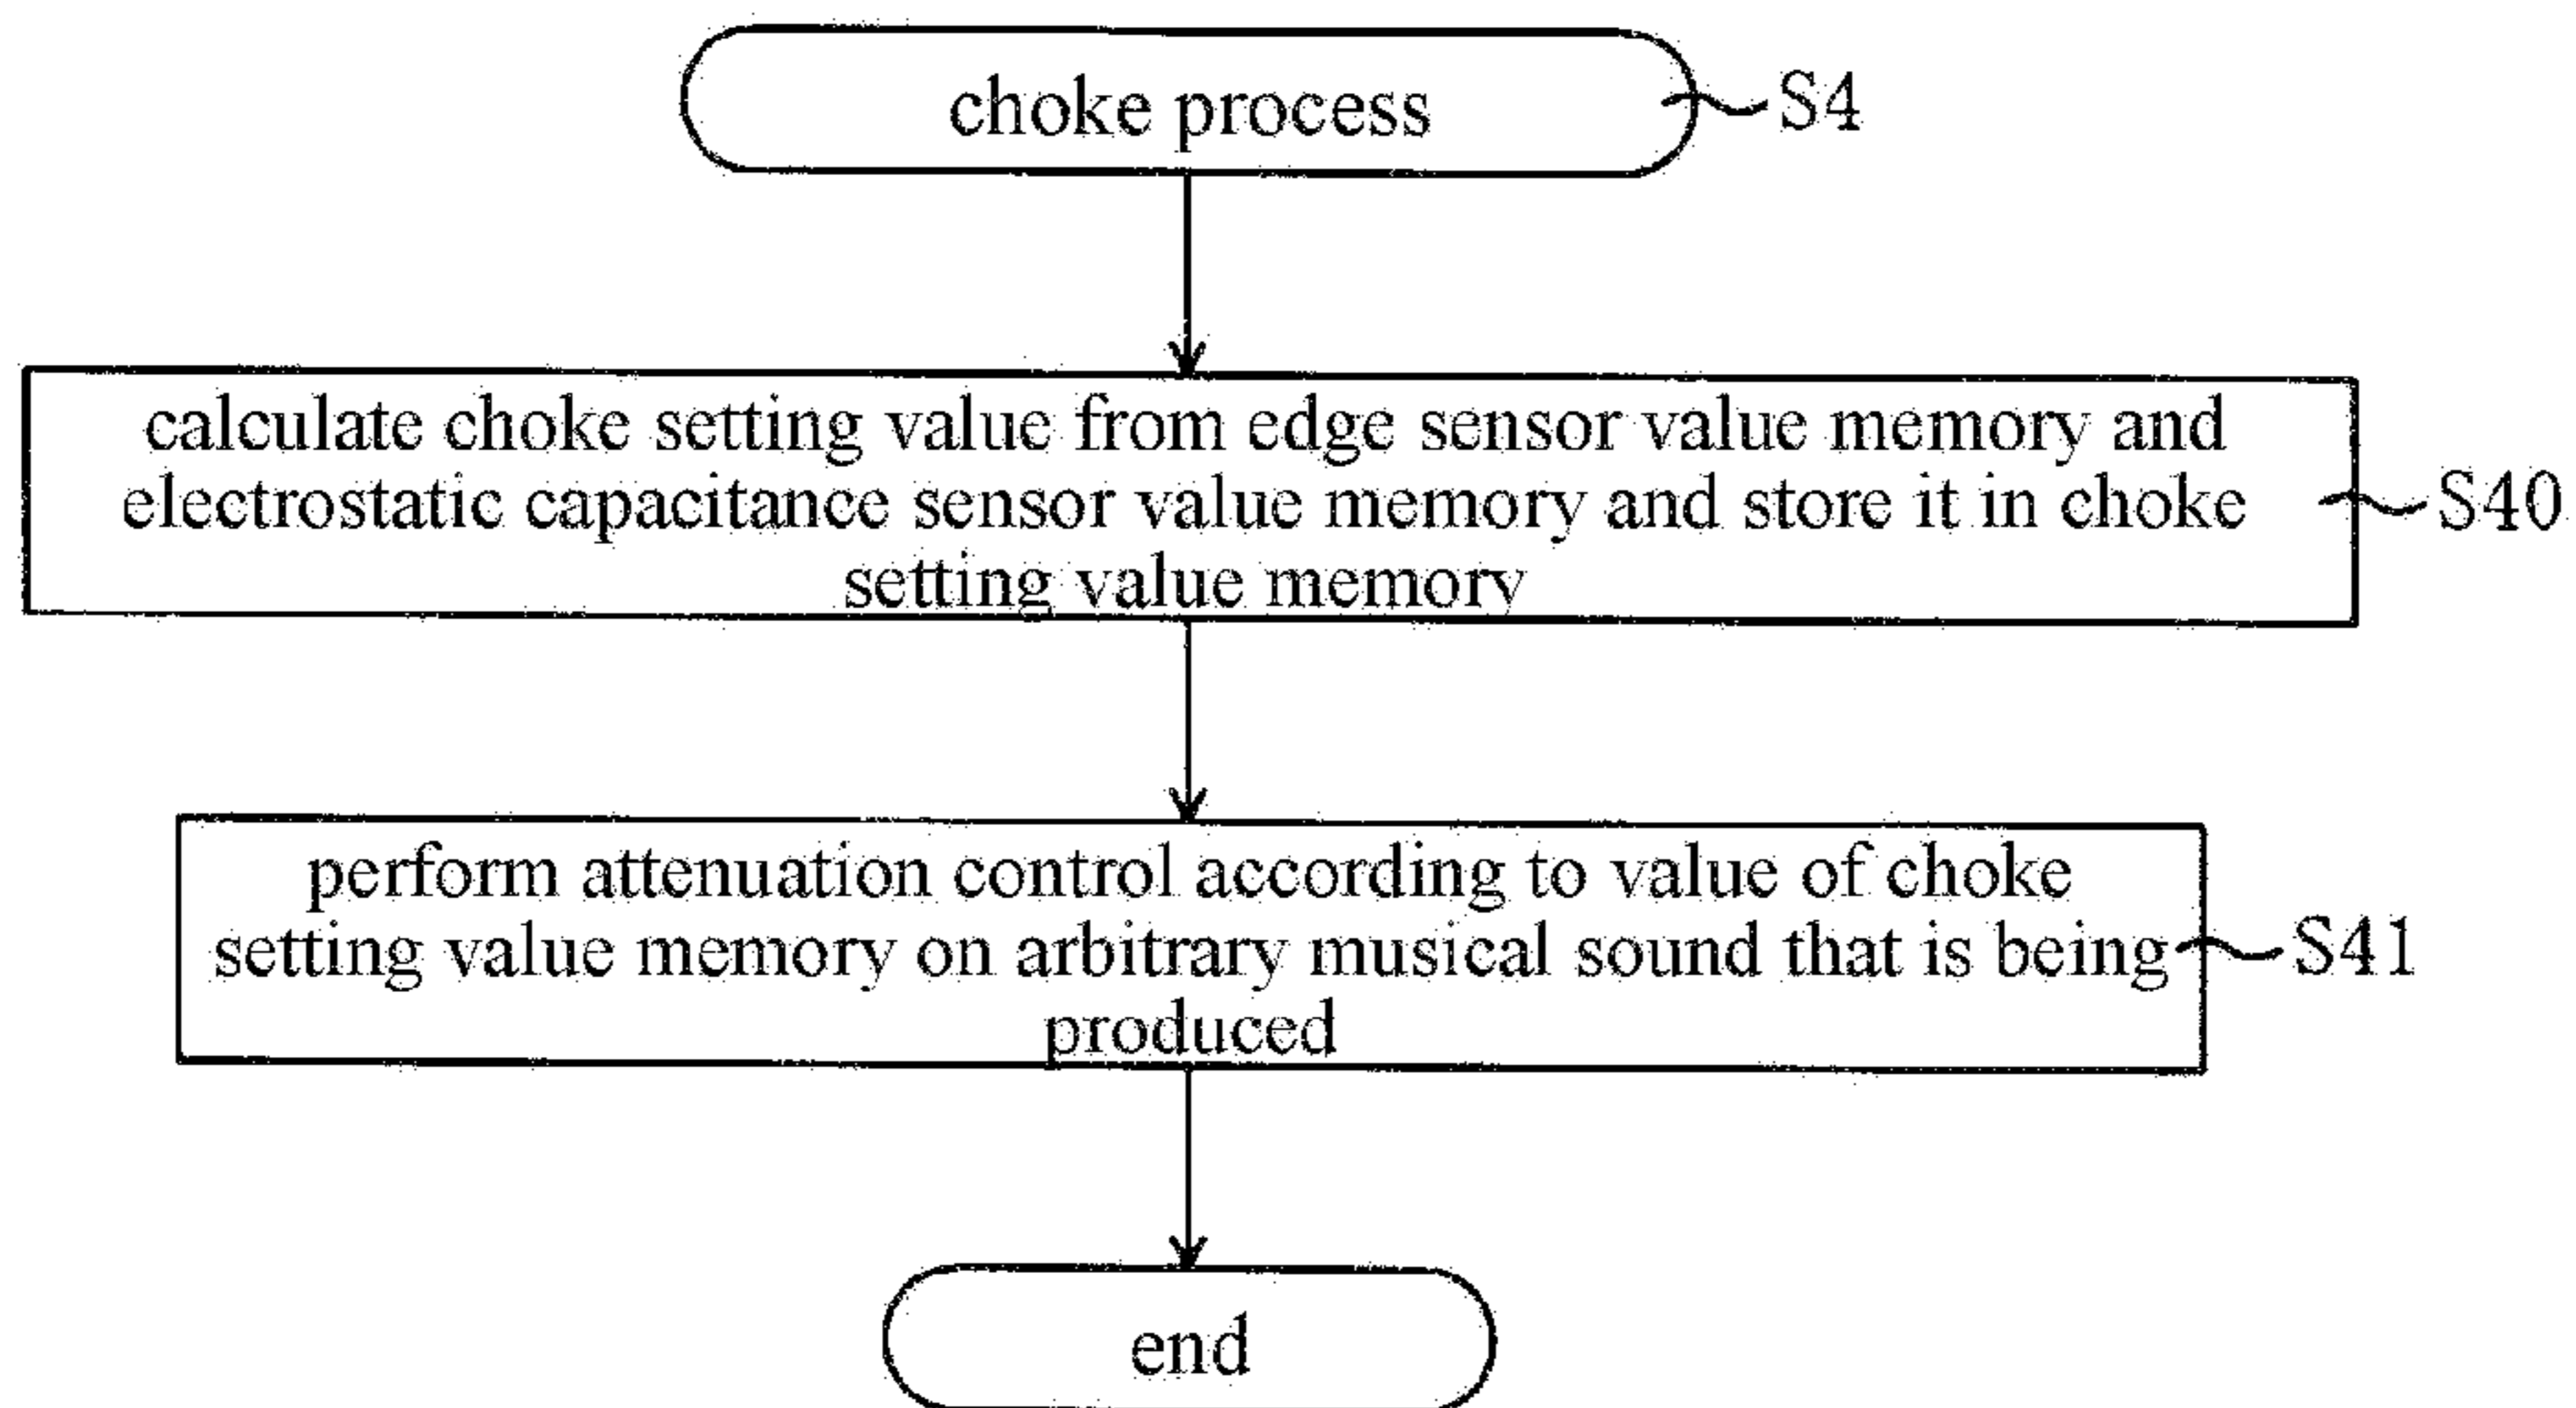 choke process
S4
calculate choke setting value from edge sensor value memory and
electrostatic capacitance sensor value memory and store it in choke
setting value memory
S40
perform attenuation control according to value of choke
setting value memory on arbitrary musical sound that is being
produced
S41
end